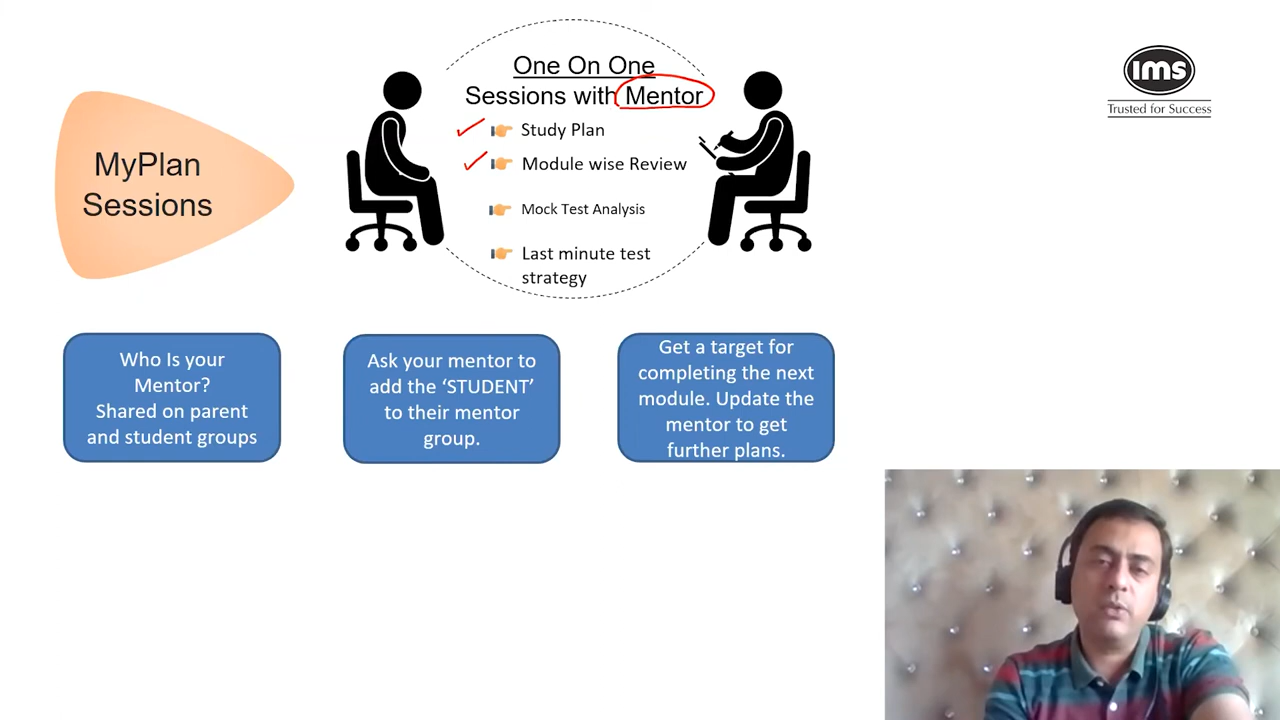 MyPlan
Sessions
One On One
Sessions with Mentor
Study Plan
Module wise Review
Mock Test Analysis
Last minute test
strategy
ims
Trusted for Success
Who Is your
Mentor?
Shared on parent
and student groups
Ask your mentor to
add the ‘STUDENT’
to their mentor
group.
Get a target for
completing the next
module. Update the
mentor to get
further plans.